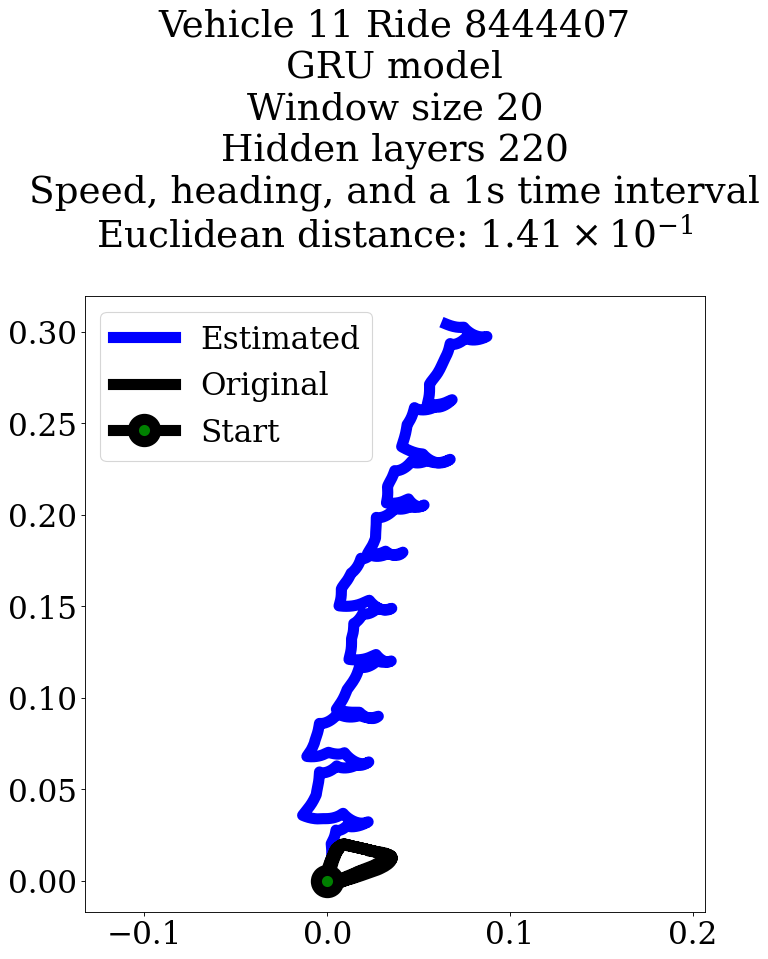 Vehicle 11 Ride 8444407
GRU model
Window size 20
Hidden layers 220
Speed, heading, and a 1s time interval
Euclidean distance: 1.41 × 10⁻¹
Estimated
Original
Start
0.30
0.25
0.20
0.15
0.10
0.05
0.00
−0.1 0.0 0.1 0.2